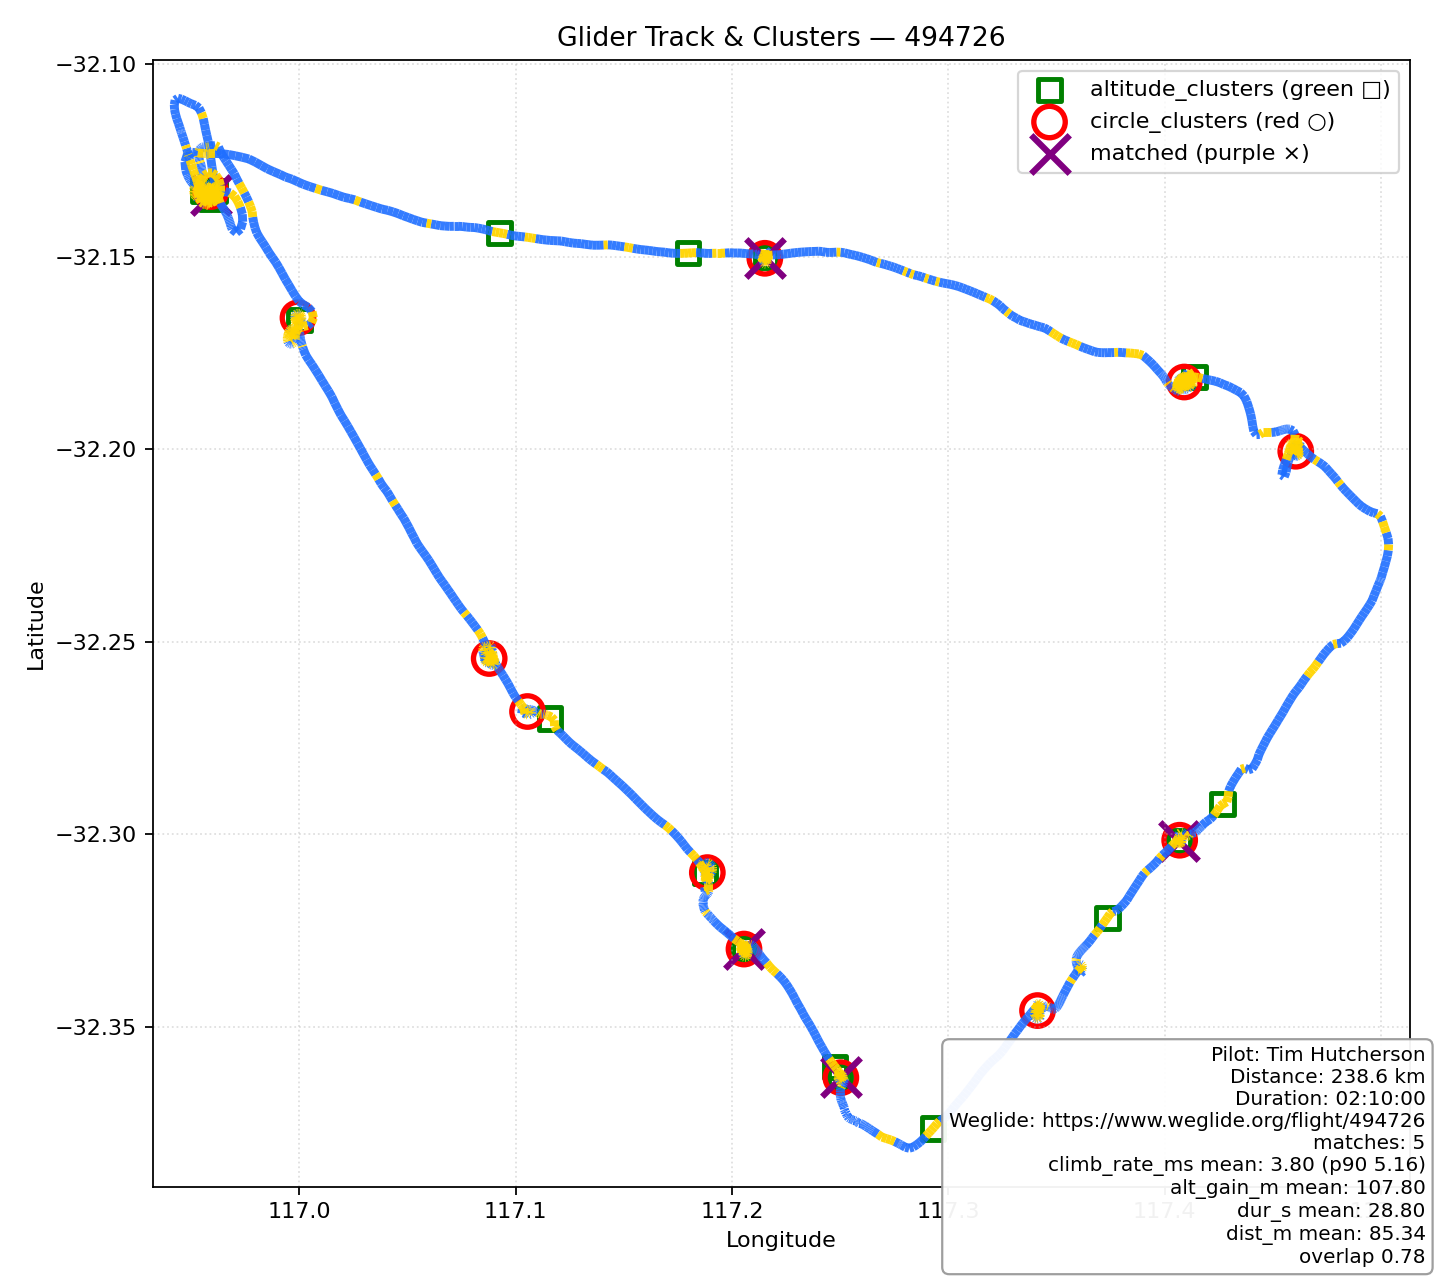 Glider Track & Clusters — 494726
altitude_clusters (green □)
circle_clusters (red ○)
matched (purple ×)
−32.10
−32.15
−32.20
−32.25
−32.30
−32.35
Latitude
117.0
117.1
117.2
117.3
117.4
Longitude
Pilot: Tim Hutcherson
Distance: 238.6 km
Duration: 02:10:00
Weglide: https://www.weglide.org/flight/494726
matches: 5
climb_rate_ms mean: 3.80 (p90 5.16)
alt_gain_m mean: 107.80
dur_s mean: 28.80
dist_m mean: 85.34
overlap 0.78